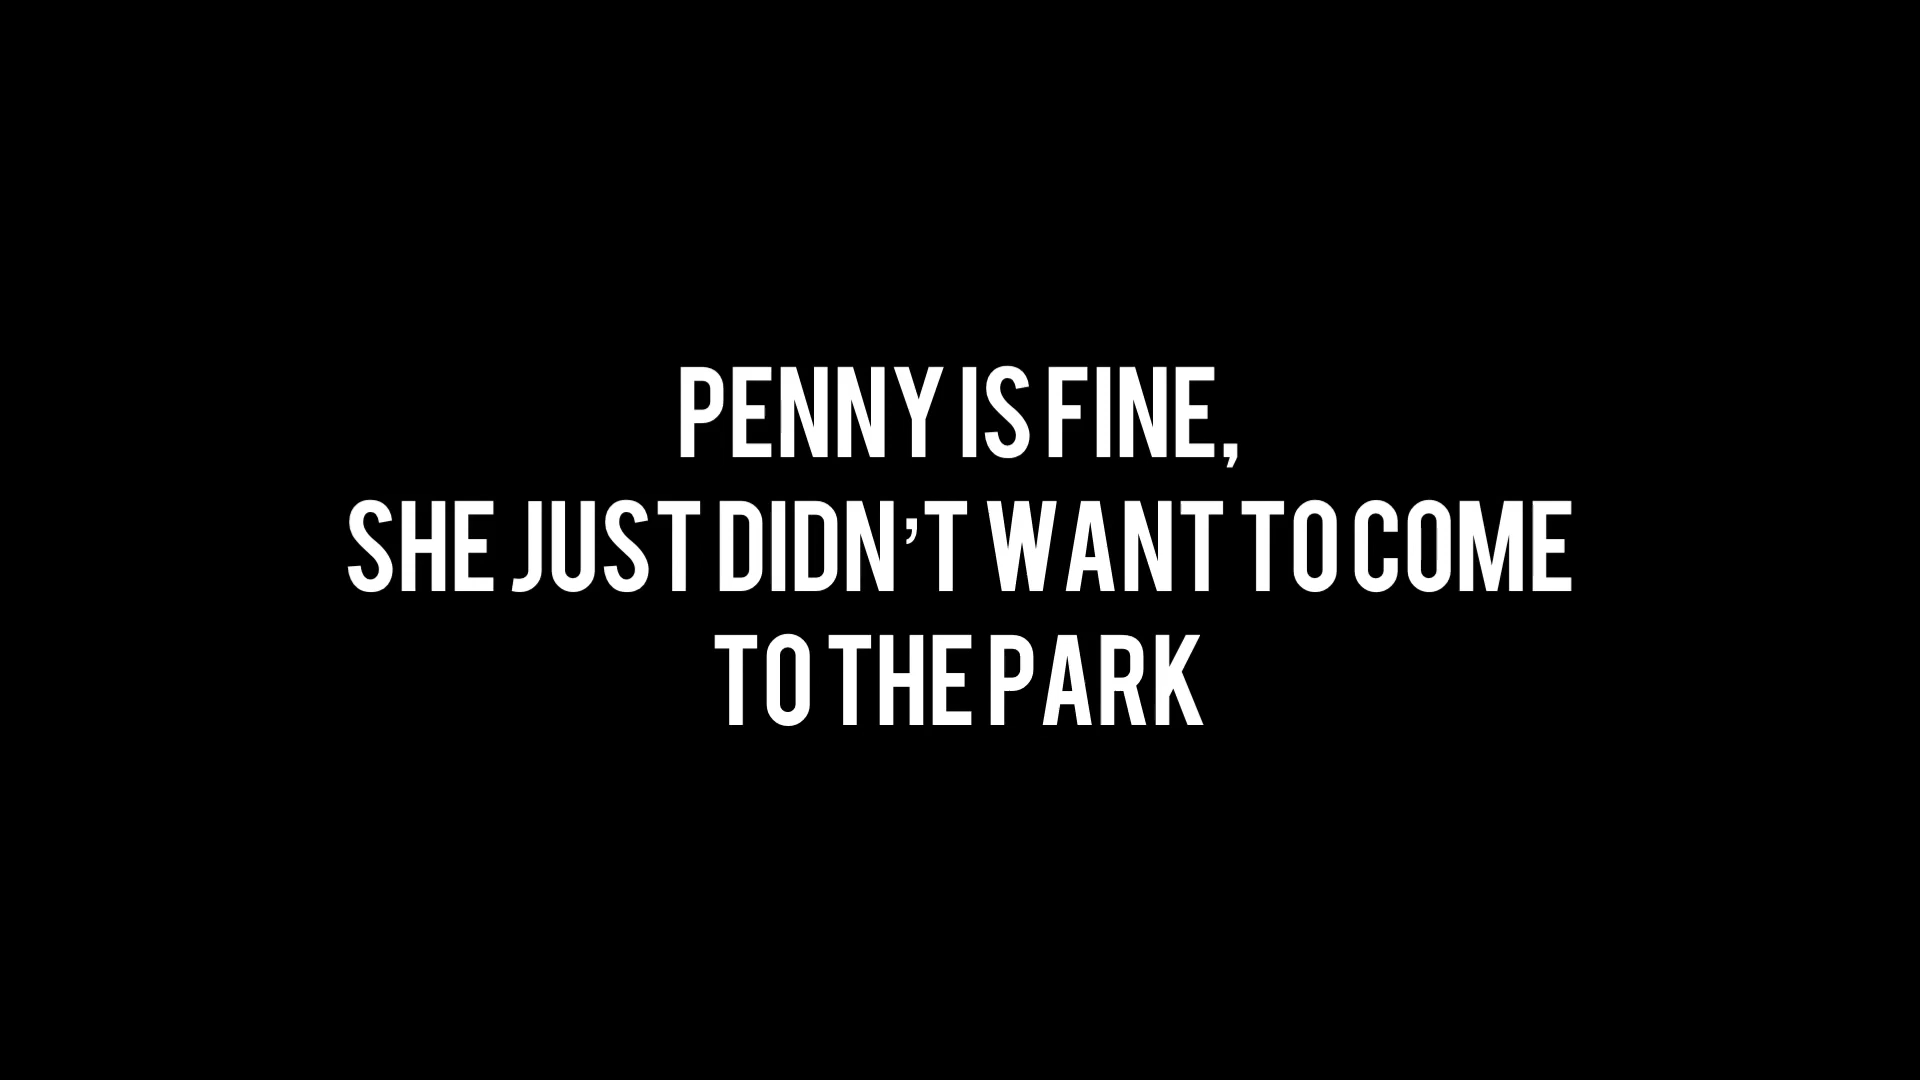 PENNY IS FINE,
SHE JUST DIDN’T WANT TO COME
TO THE PARK